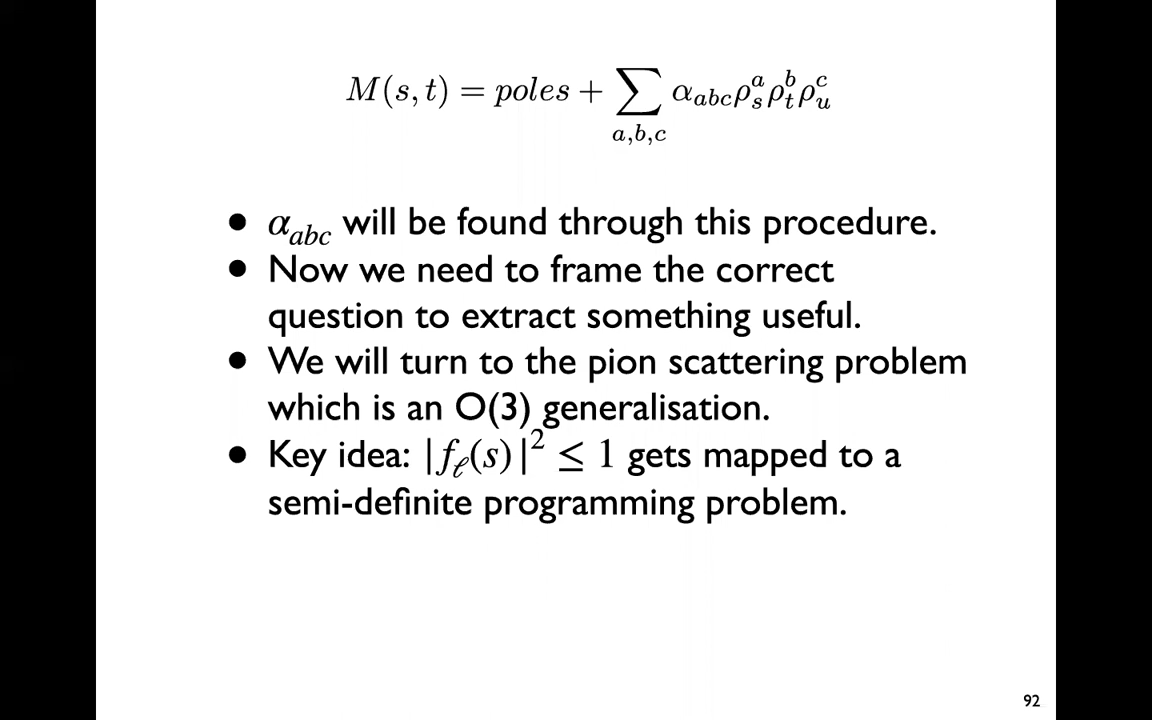 M(s, t) = poles + ∑_{a,b,c} α_{abc} ρ_s^a ρ_t^b ρ_u^c
● α_{abc} will be found through this procedure.
● Now we need to frame the correct
question to extract something useful.
● We will turn to the pion scattering problem
which is an O(3) generalisation.
● Key idea: |f_ℓ(s)|^2 ≤ 1 gets mapped to a
semi-definite programming problem.
92